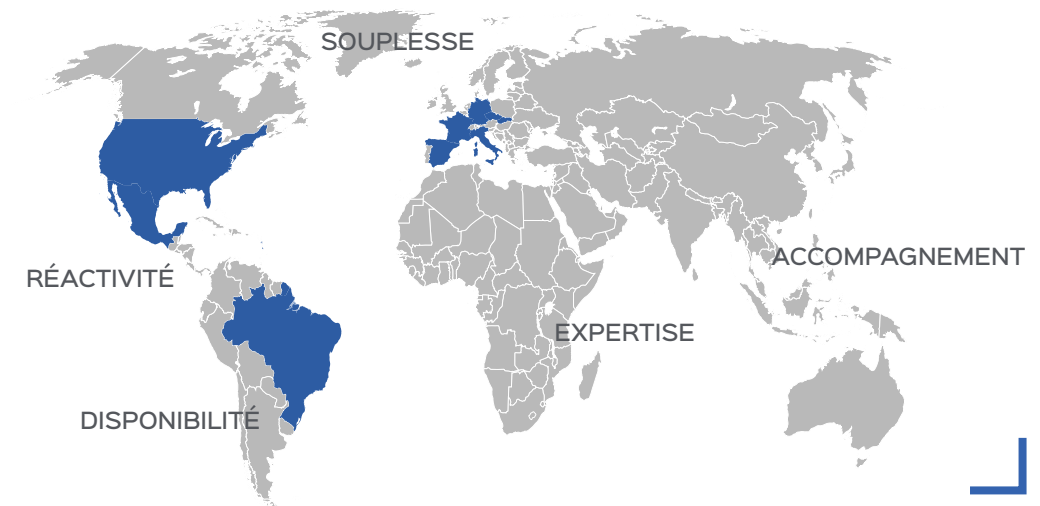 SOUPLESSE
ACCOMPAGNEMENT
RÉACTIVITÉ
EXPERTISE
DISPONIBILITÉ